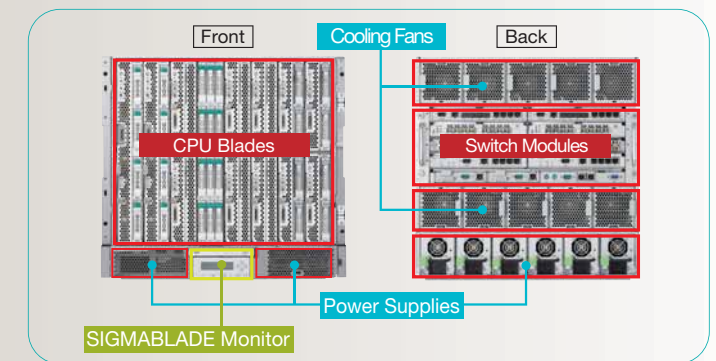 Front
Cooling Fans
Back
CPU Blades
Switch Modules
Power Supplies
SIGMABLADE Monitor